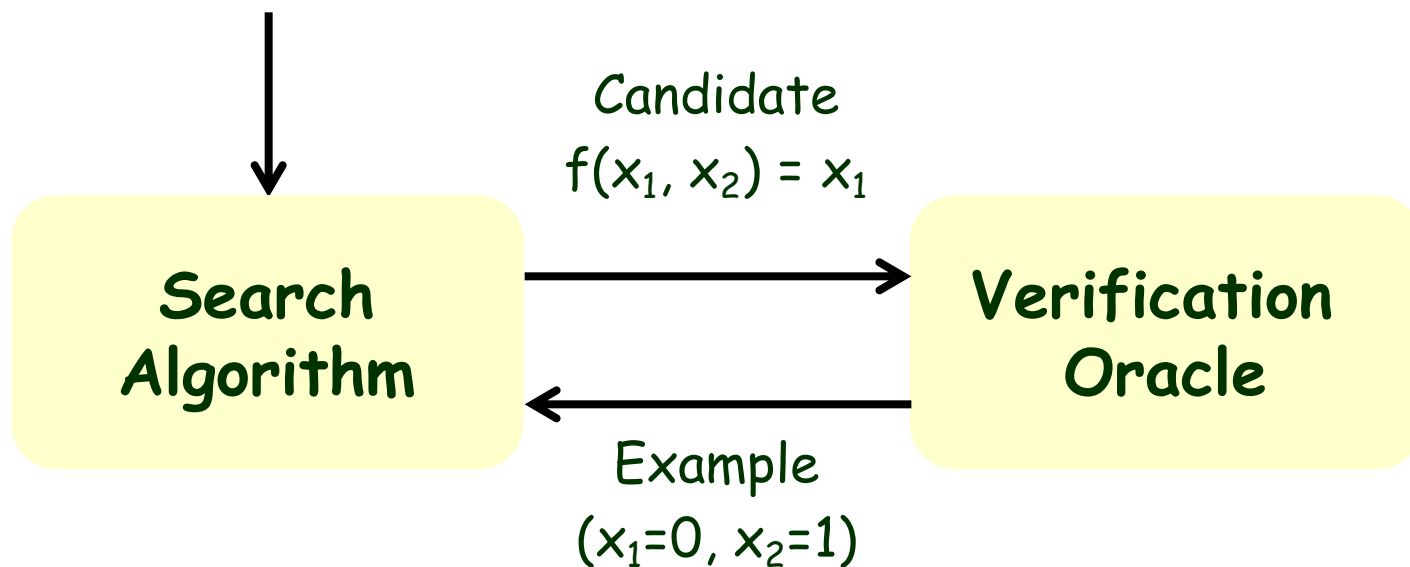 Candidate
f(x₁, x₂) = x₁
Search
Algorithm
Verification
Oracle
Example
(x₁=0, x₂=1)